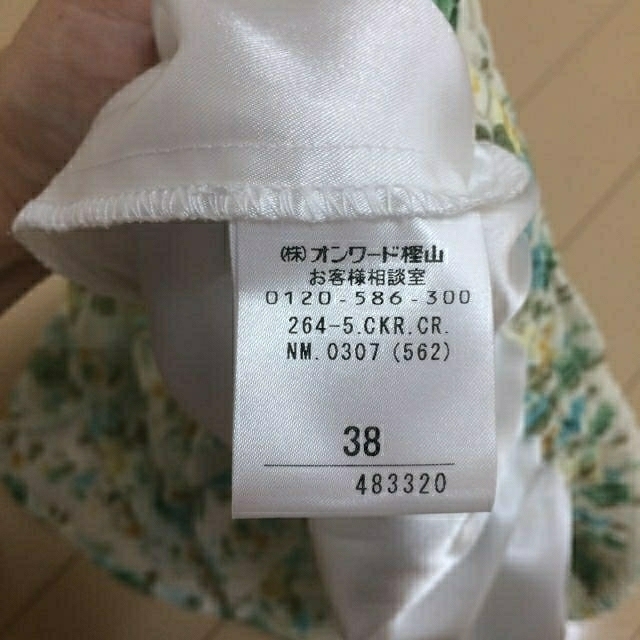 (株)オンワード樫山
お客様相談室
0120-586-300
264-5.CKR.CR.
NM.0307(562)
38
483320